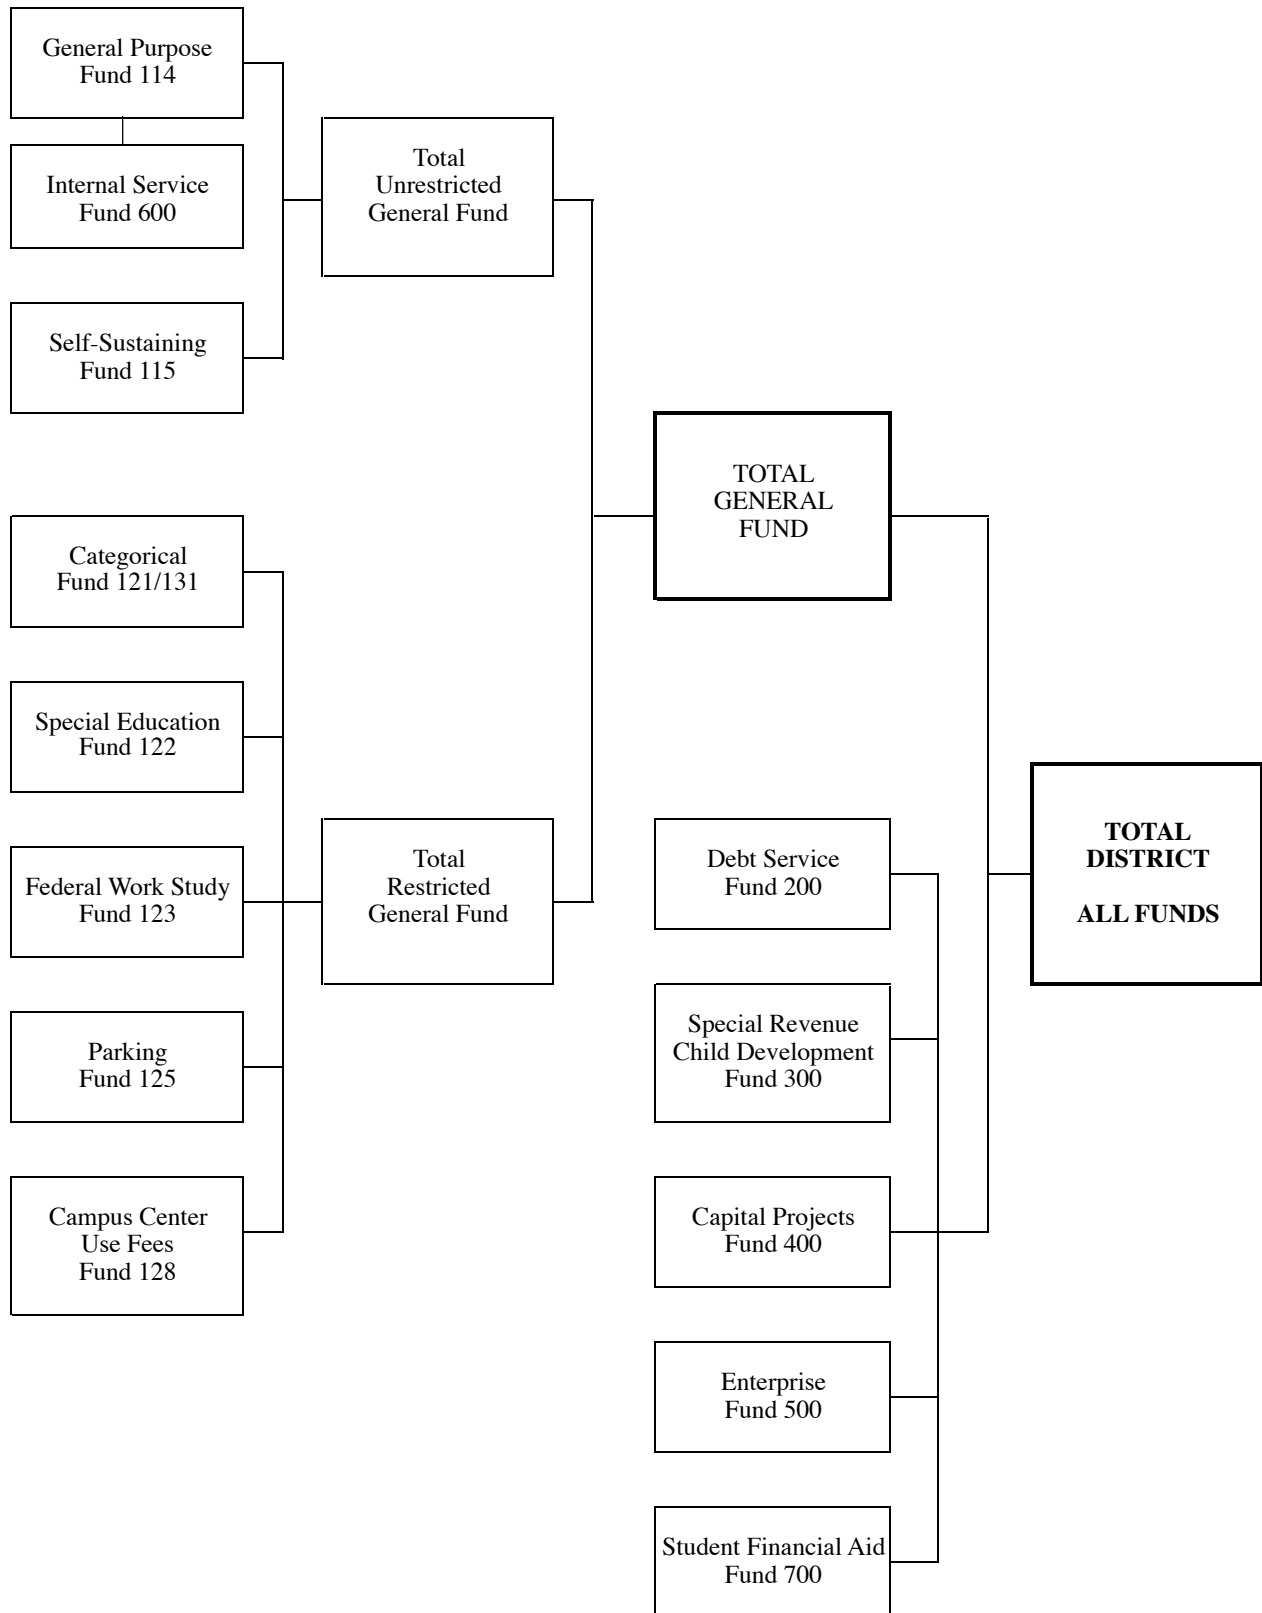 General Purpose
Fund 114
Internal Service
Fund 600
Self-Sustaining
Fund 115
Total
Unrestricted
General Fund
Categorical
Fund 121/131
Special Education
Fund 122
Federal Work Study
Fund 123
Parking
Fund 125
Campus Center
Use Fees
Fund 128
Total
Restricted
General Fund
TOTAL
GENERAL
FUND
Debt Service
Fund 200
Special Revenue
Child Development
Fund 300
Capital Projects
Fund 400
Enterprise
Fund 500
Student Financial Aid
Fund 700
TOTAL
DISTRICT
ALL FUNDS